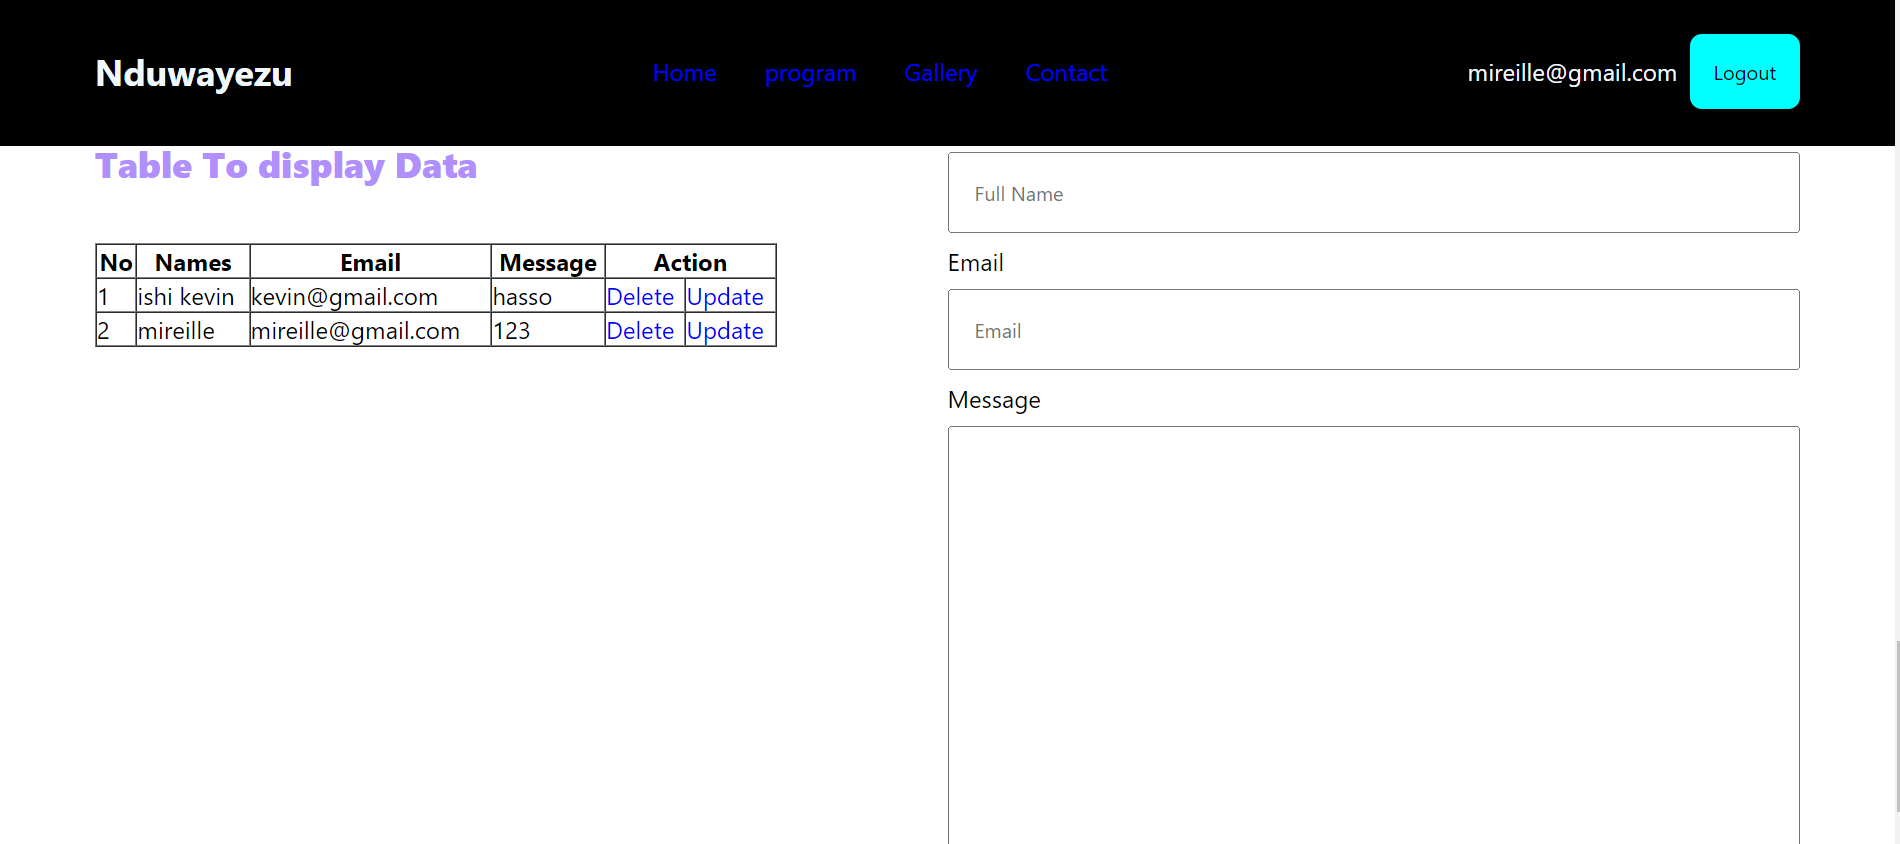 Nduwayezu Home program Gallery Contact mireille@gmail.com Logout
Table To display Data
No Names Email Message Action
1 ishi kevin kevin@gmail.com hasso Delete Update
2 mireille mireille@gmail.com 123 Delete Update
Full Name
Email
Email
Message